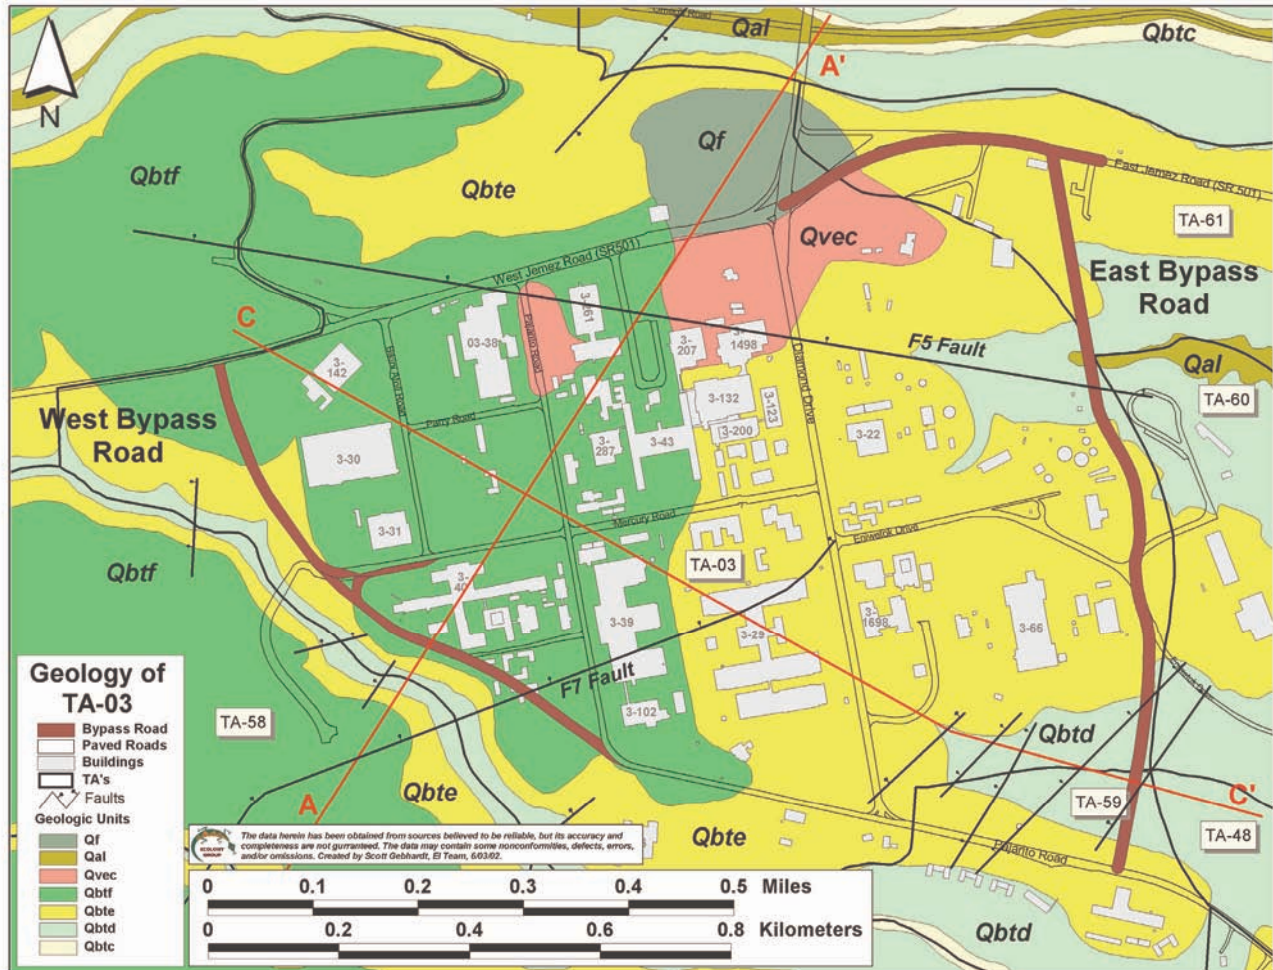 Qal
Qbtc
A'
N
Qf
Qbtf
Qbte
East Jemez Road (SR 501)
TA-61
Qvec
West Jemez Road (SR501)
East Bypass
Road
C
3-261
03-38
Pajarito Road
3-207
3-1498
F5 Fault
Qal
3-142
Diamond Drive
TA-60
West Bypass
Road
Parry Road
3-132
3-123
3-200
3-22
3-287
3-43
3-30
Mercury Road
3-31
Eniwetok Drive
TA-03
Qbtf
3-40
3-39
3-29
3-1698
3-66
F7 Fault
3-102
TA-58
Qbtd
A
Qbte
TA-59
C'
TA-48
Qbte
Pajarito Road
Qbtd
Geology of
TA-03
Bypass Road
Paved Roads
Buildings
TA's
Faults
Geologic Units
Qf
Qal
Qvec
Qbtf
Qbte
Qbtd
Qbtc
ECOLOGY
GROUP
The data herein has been obtained from sources believed to be reliable, but its accuracy and
completeness are not gurranteed. The data may contain some nonconformities, defects, errors,
and/or omissions. Created by Scott Gebhardt, EI Team, 6/03/02.
0 0.1 0.2 0.3 0.4 0.5 Miles
0 0.2 0.4 0.6 0.8 Kilometers